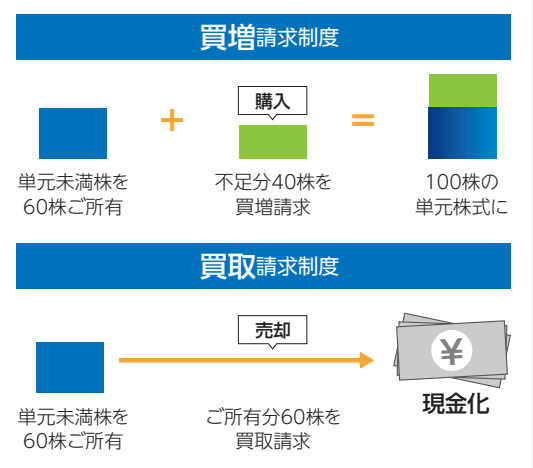 買増請求制度
+
購入
=
単元未満株を
60株ご所有
不足分40株を
買増請求
100株の
単元株式に
買取請求制度
売却
¥
現金化
単元未満株を
60株ご所有
ご所有分60株を
買取請求